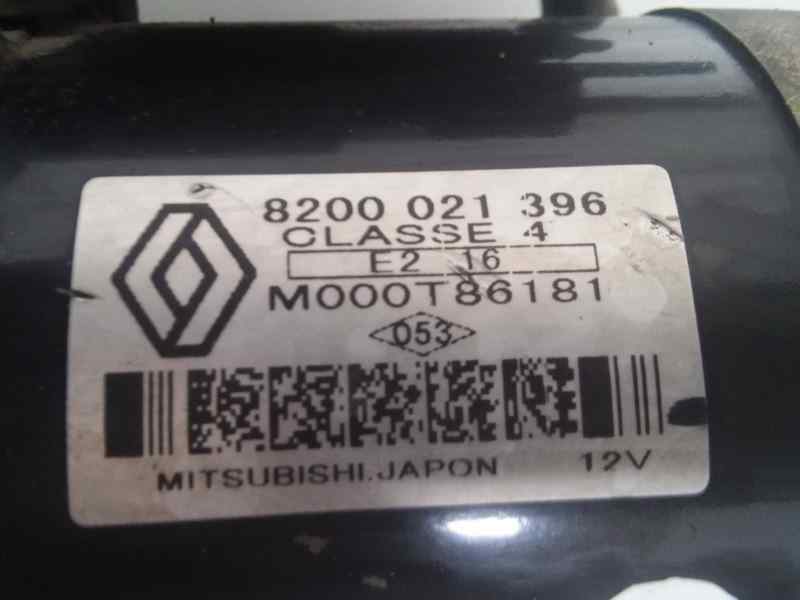 8200 021 396
CLASSE 4
E2 16
M000T86181
053
MITSUBISHI.JAPON 12V